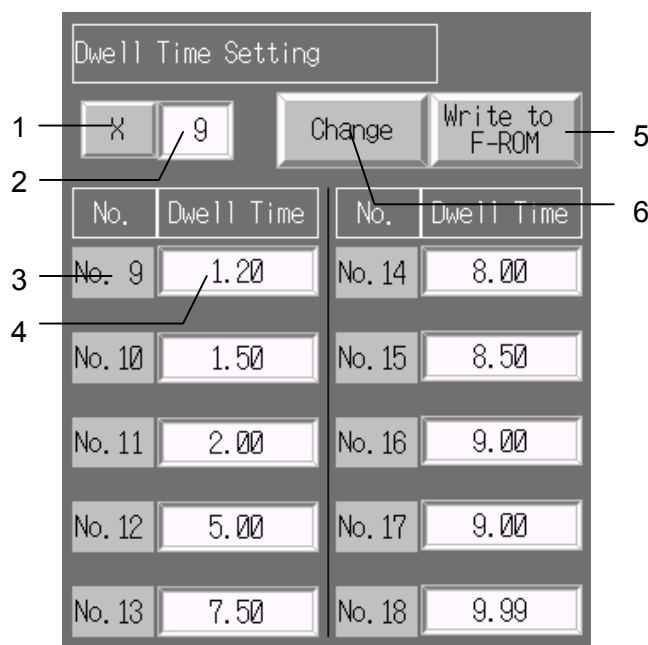 Dwell Time Setting
1 X 9 Change Write to F-ROM 5
2
6
No. Dwell Time No. Dwell Time
3 No. 9 1.20 No. 14 8.00
4
No. 10 1.50 No. 15 8.50
No. 11 2.00 No. 16 9.00
No. 12 5.00 No. 17 9.00
No. 13 7.50 No. 18 9.99